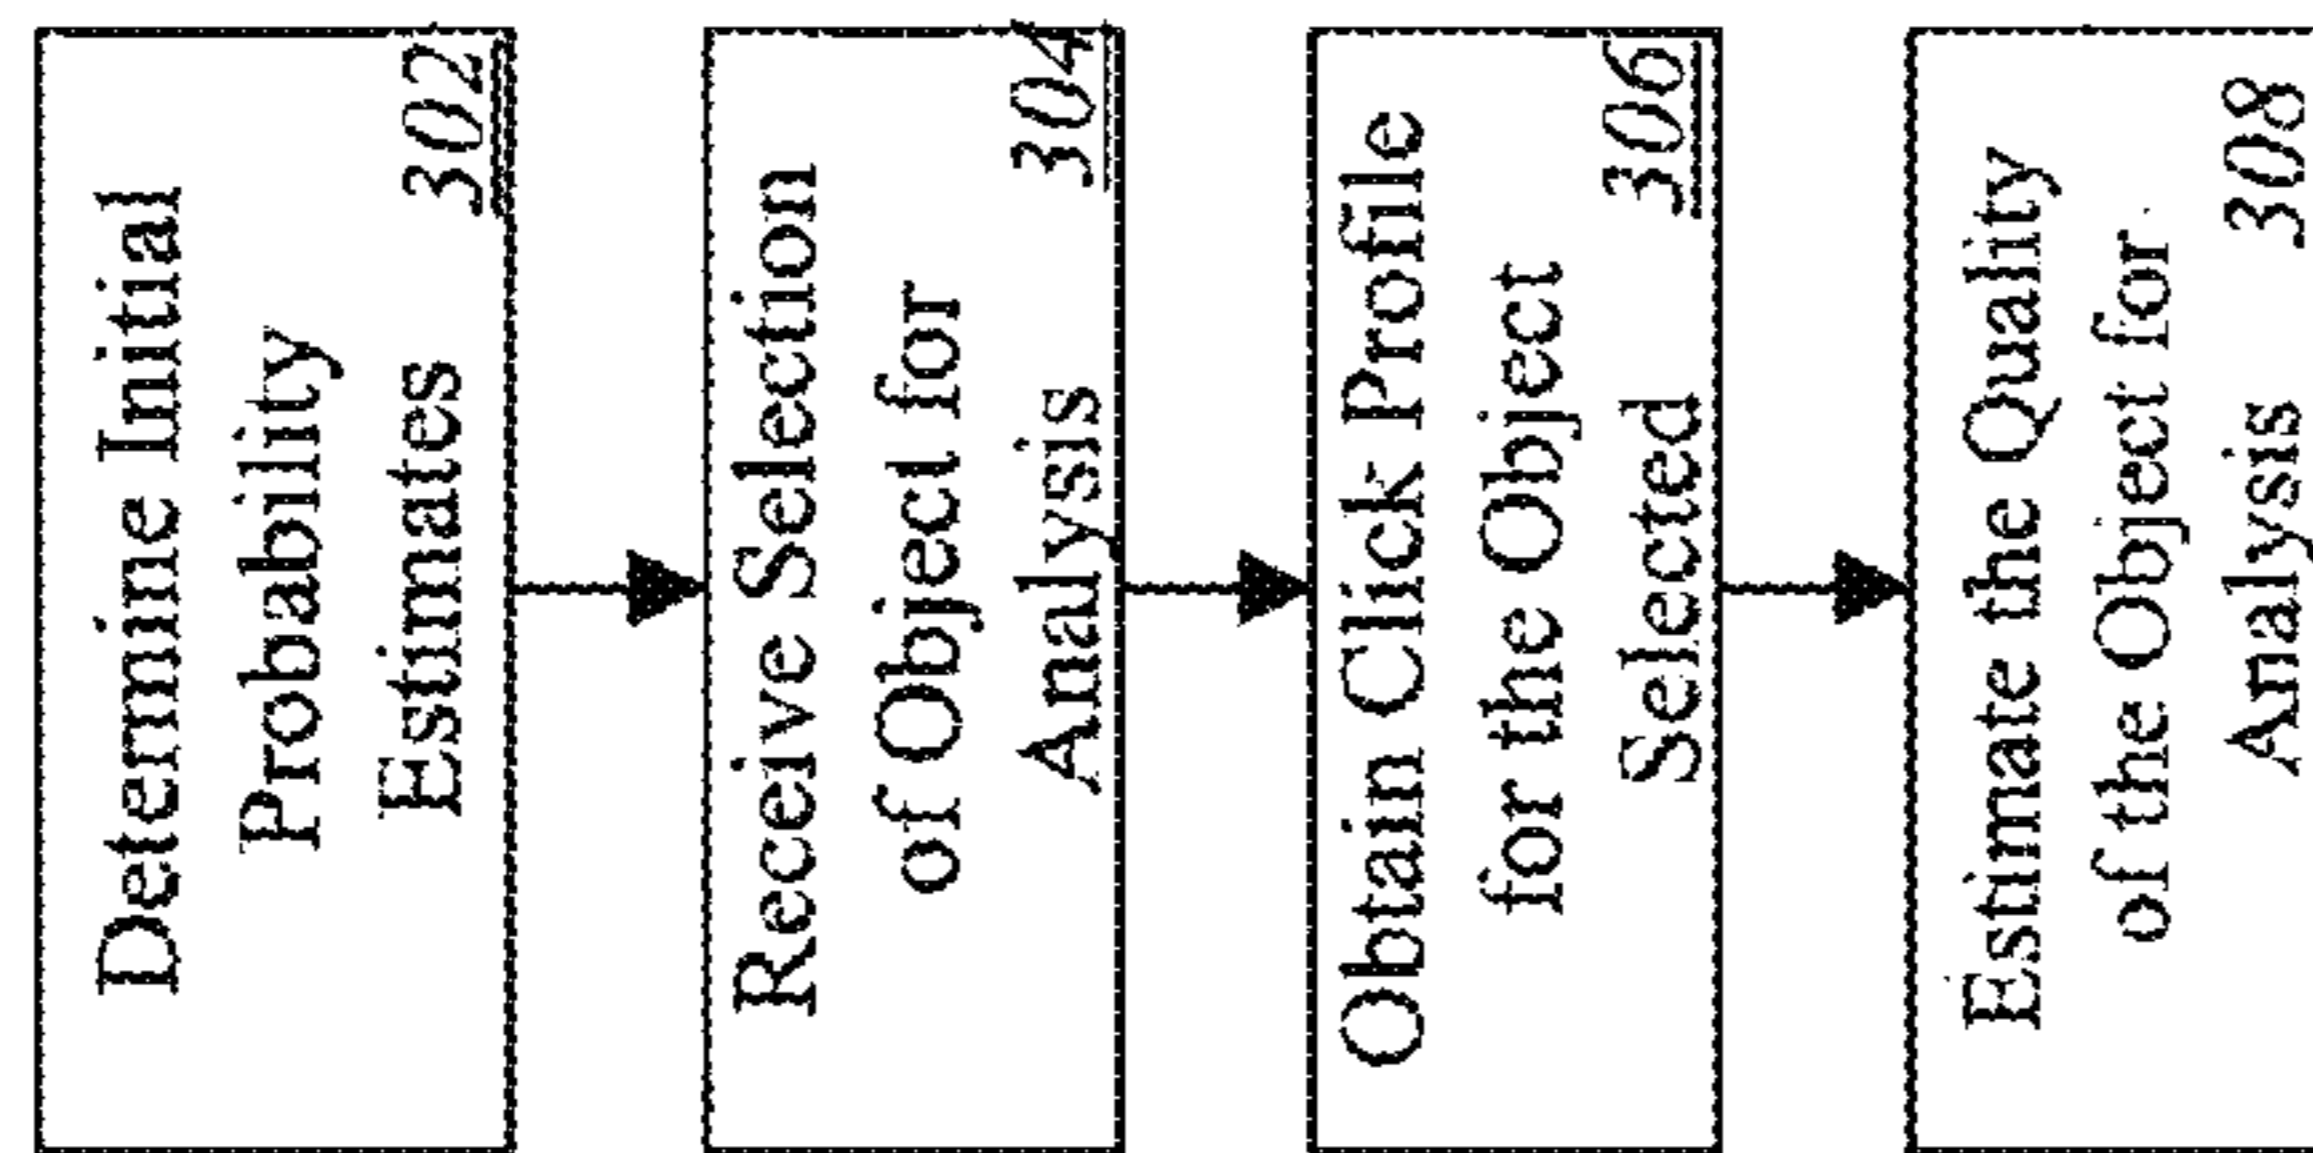 Determine Initial
Probability
Estimates 302
Receive Selection
of Object for
Analysis 304
Obtain Click Profile
for the Object
Selected 306
Estimate the Quality
of the Object for
Analysis 308